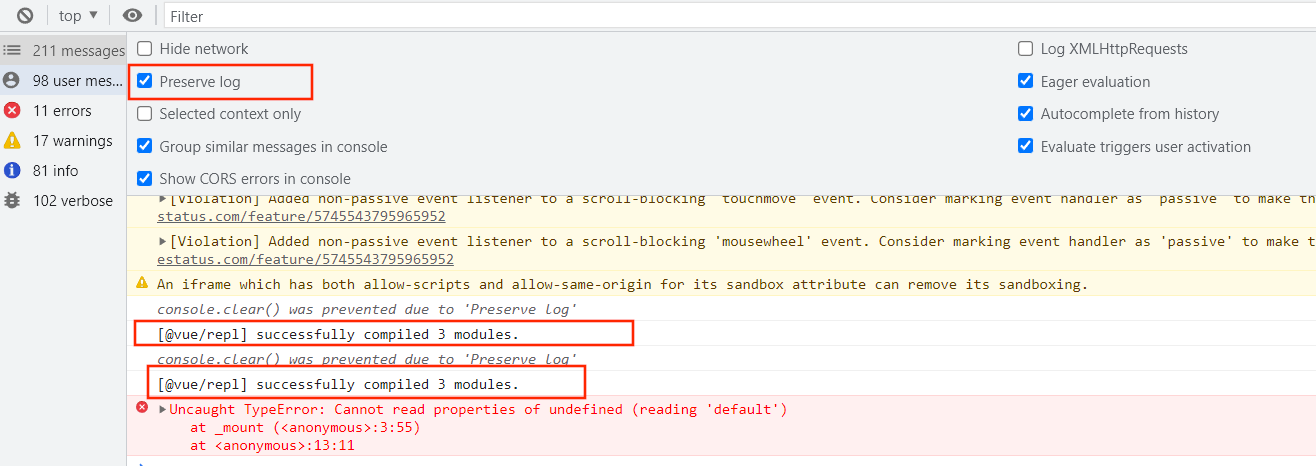 top ▼
Filter
211 messages
98 user mes...
11 errors
17 warnings
81 info
102 verbose
Hide network
Log XMLHttpRequests
Preserve log
Eager evaluation
Selected context only
Autocomplete from history
Group similar messages in console
Evaluate triggers user activation
Show CORS errors in console
[Violation] Added non-passive event listener to a scroll-blocking 'touchmove' event. Consider marking event handler as 'passive' to make th
status.com/feature/5745543795965952
[Violation] Added non-passive event listener to a scroll-blocking 'mousewheel' event. Consider marking event handler as 'passive' to make t
estatus.com/feature/5745543795965952
An iframe which has both allow-scripts and allow-same-origin for its sandbox attribute can remove its sandboxing.
console.clear() was prevented due to 'Preserve log'
[@vue/repl] successfully compiled 3 modules.
console.clear() was prevented due to 'Preserve log'
[@vue/repl] successfully compiled 3 modules.
Uncaught TypeError: Cannot read properties of undefined (reading 'default')
at _mount (<anonymous>:3:55)
at <anonymous>:13:11